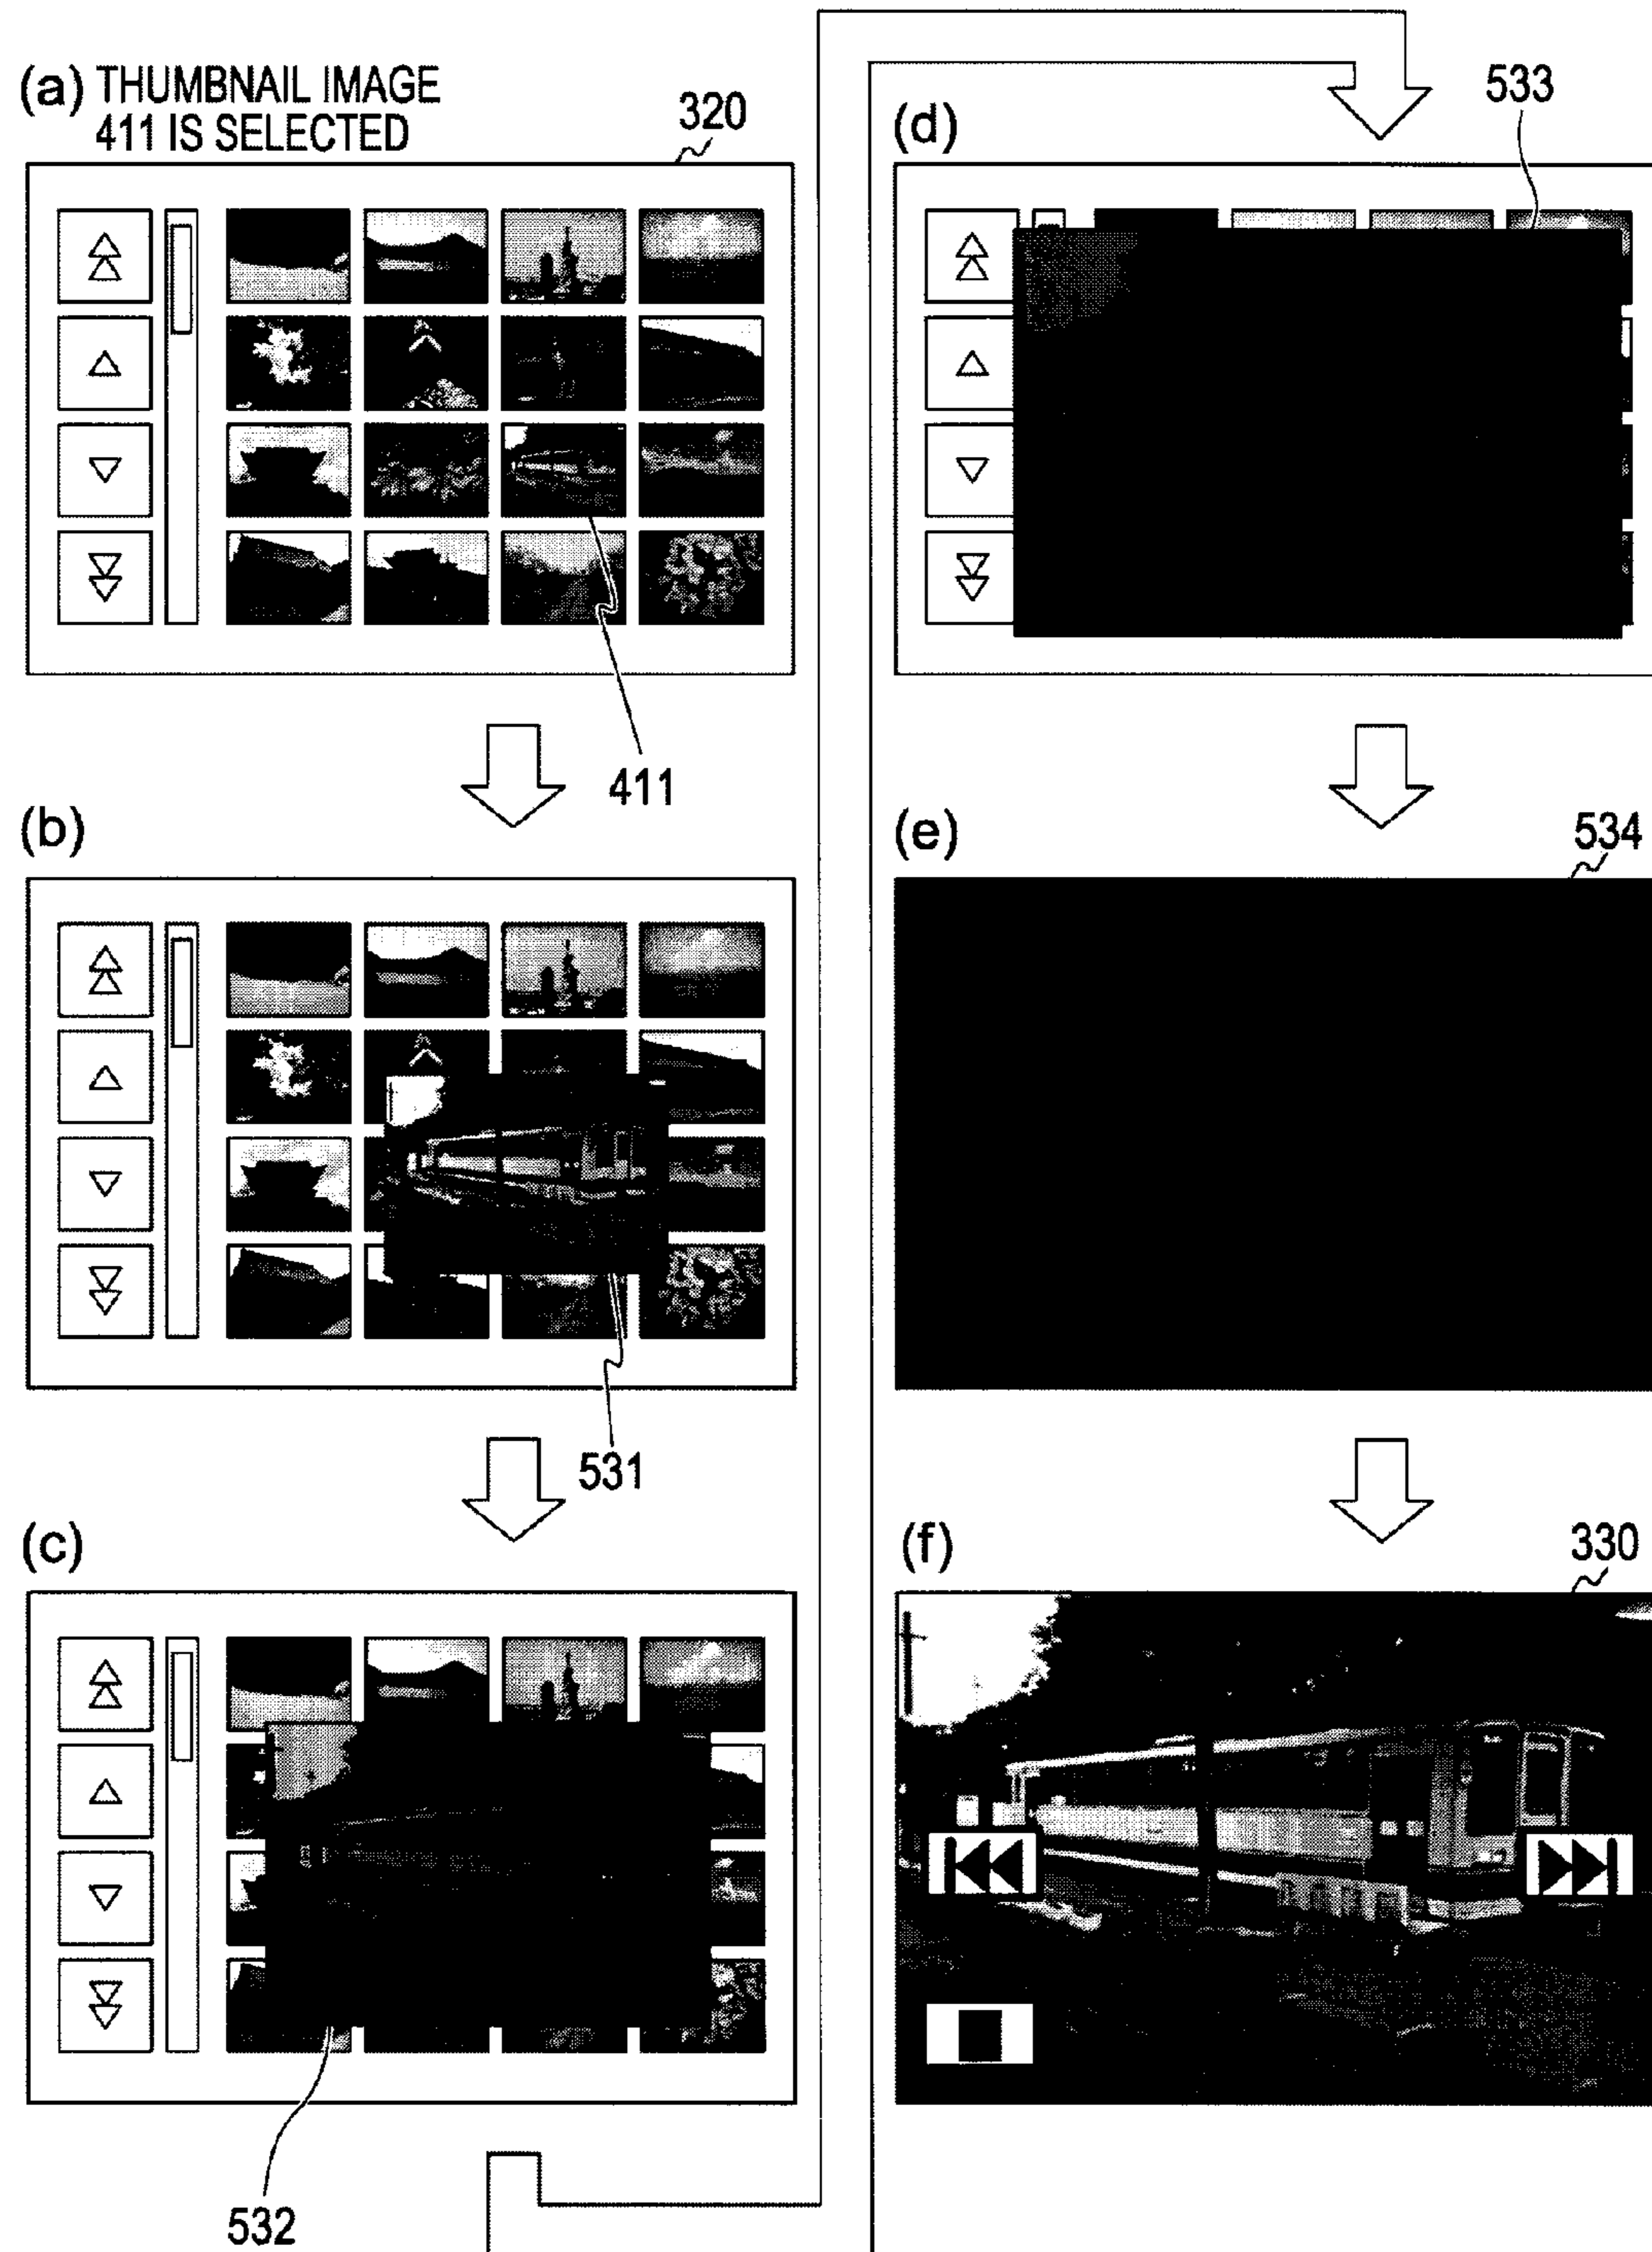 (a) THUMBNAIL IMAGE
411 IS SELECTED
320
411
(b)
531
(c)
532
(d)
533
(e)
534
(f)
330